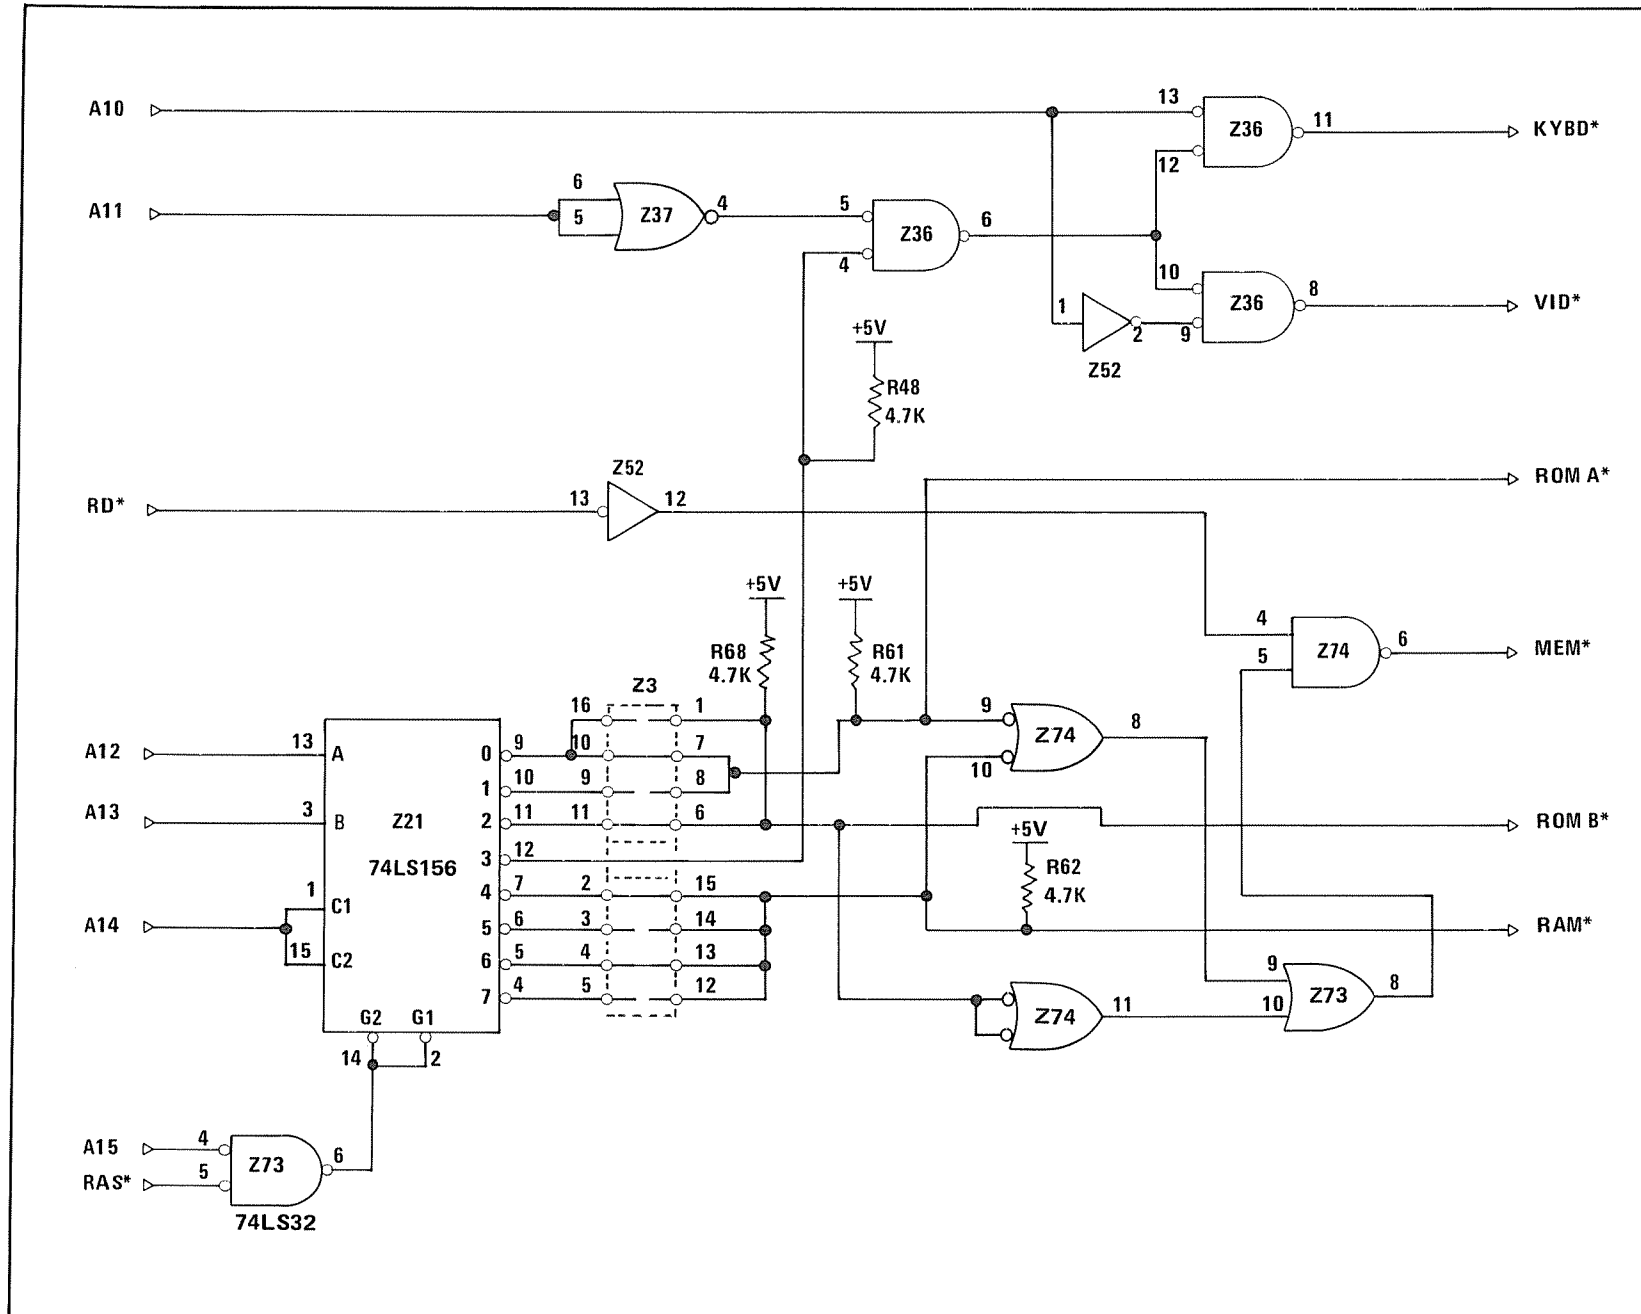 A10
13
Z36
11
KYBD*
12
6
A11
5
Z37
4
5
Z36
6
4
10
Z36
8
VID*
1
2
9
Z52
+5V
R48
4.7K
ROM A*
Z52
RD*
13
12
+5V
+5V
4
Z74
6
MEM*
5
R68
4.7K
R61
4.7K
Z3
16
1
9
Z74
8
10
A12
13
A
0
9
10
7
1
10
9
8
A13
3
B
Z21
2
11
11
6
ROM B*
+5V
3
12
74LS156
R62
4.7K
4
7
2
15
1
C1
A14
5
6
3
14
RAM*
15
C2
6
5
4
13
7
4
5
12
9
Z73
8
10
Z74
11
G2
G1
14
2
A15
4
Z73
6
RAS*
5
74LS32